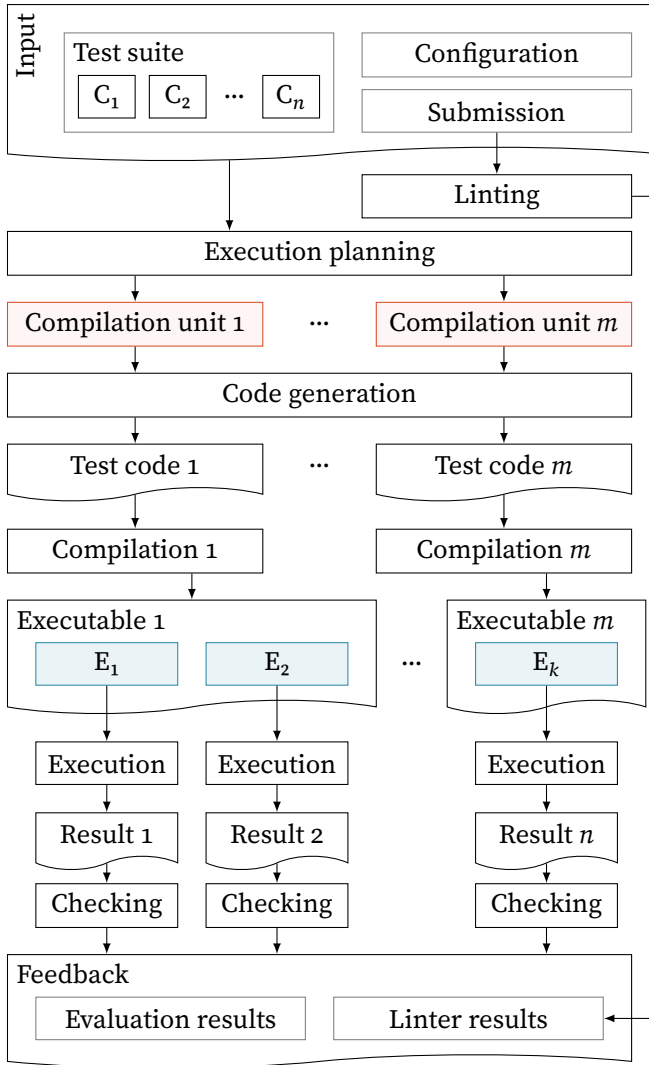 Input
Test suite
Configuration
C₁ C₂ ... Cₙ
Submission
Linting
Execution planning
Compilation unit 1 ... Compilation unit m
Code generation
Test code 1 ... Test code m
Compilation 1 Compilation m
Executable 1 Executable m
E₁ E₂ ... Eₖ
Execution Execution Execution
Result 1 Result 2 Result n
Checking Checking Checking
Feedback
Evaluation results Linter results